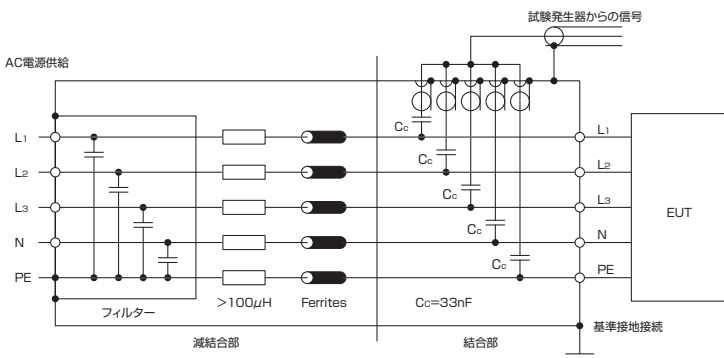 試験発生器からの信号
AC電源供給
L1
L2
L3
N
PE
Cc
Cc
Cc
Cc
Cc
L1
L2
L3
N
PE
EUT
フィルター
>100μH
Ferrites
Cc=33nF
基準接地接続
減結合部
結合部